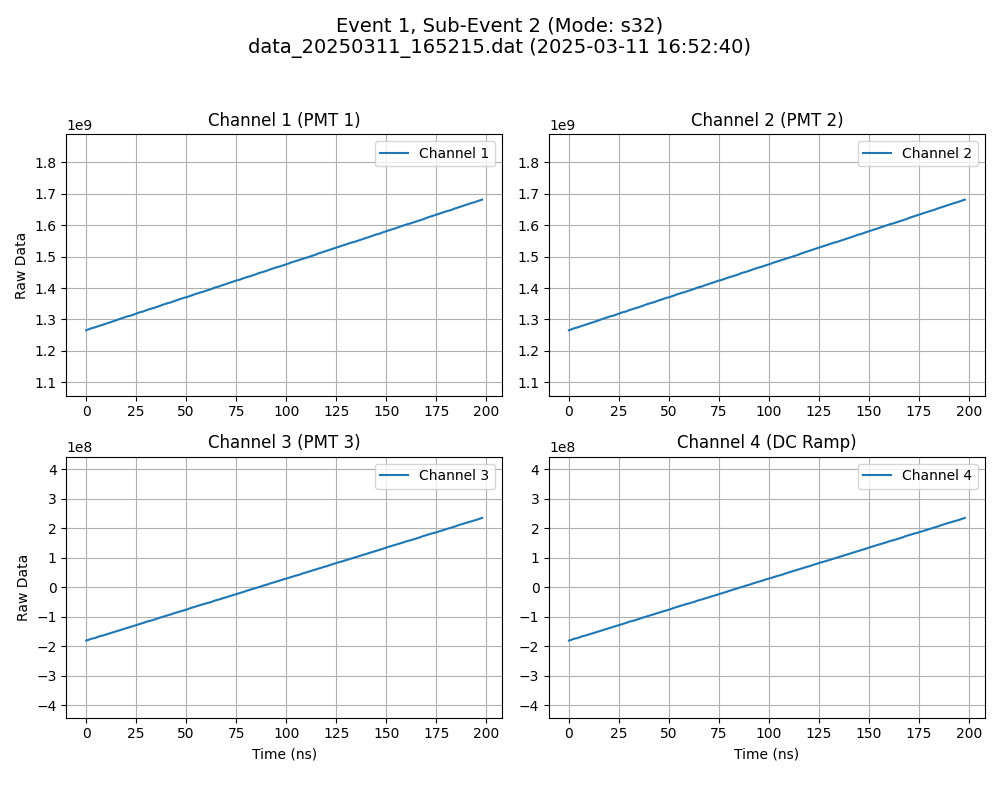 Event 1, Sub-Event 2 (Mode: s32)
data_20250311_165215.dat (2025-03-11 16:52:40)
Channel 1 (PMT 1)
1e9
Channel 1
1.8
1.7
1.6
1.5
1.4
1.3
1.2
1.1
Raw Data
0 25 50 75 100 125 150 175 200
Channel 2 (PMT 2)
1e9
Channel 2
1.8
1.7
1.6
1.5
1.4
1.3
1.2
1.1
0 25 50 75 100 125 150 175 200
Channel 3 (PMT 3)
1e8
Channel 3
4
3
2
1
0
−1
−2
−3
−4
Raw Data
0 25 50 75 100 125 150 175 200
Time (ns)
Channel 4 (DC Ramp)
1e8
Channel 4
4
3
2
1
0
−1
−2
−3
−4
0 25 50 75 100 125 150 175 200
Time (ns)